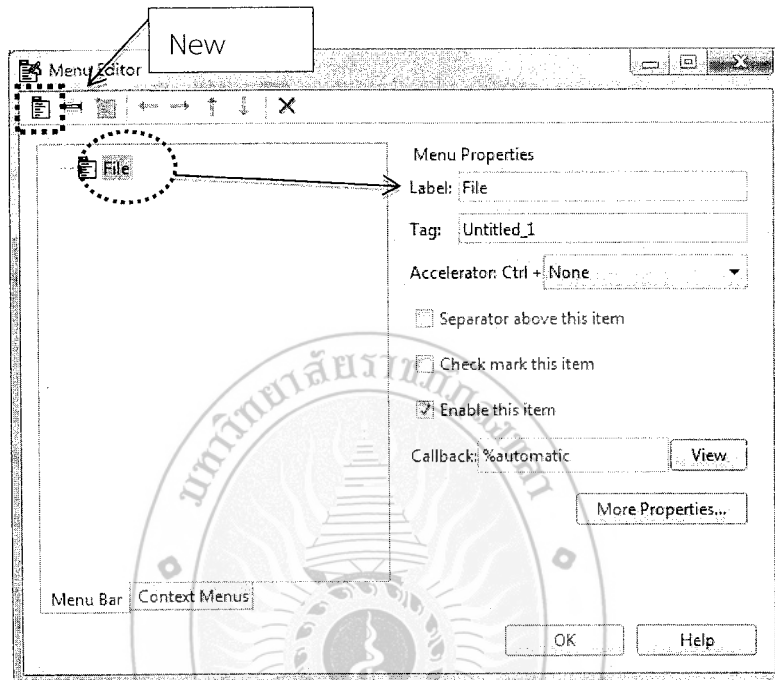 New
Menu Editor
File
Menu Properties
Label: File
Tag: Untitled_1
Accelerator: Ctrl + None
Separator above this item
Check mark this item
Enable this item
Callback: %automatic
View
More Properties...
Menu Bar
Context Menus
OK
Help